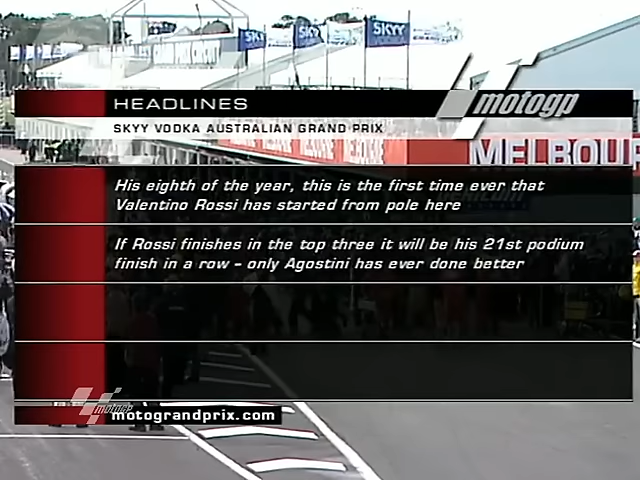 SKYY
SKYY
SKYY
HEADLINES
motogp
SKYY VODKA AUSTRALIAN GRAND PRIX
MELBOUR
His eighth of the year, this is the first time ever that
Valentino Rossi has started from pole here
If Rossi finishes in the top three it will be his 21st podium
finish in a row - only Agostini has ever done better
motogp
motograndprix.com